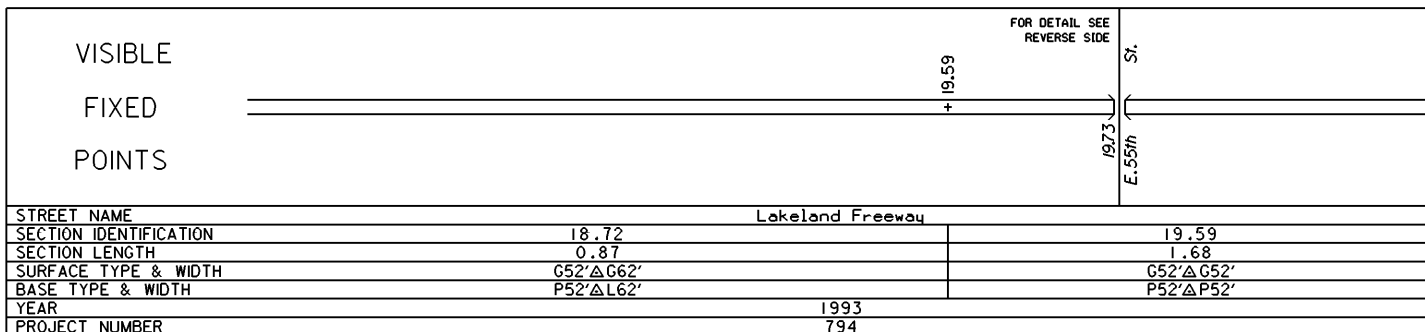 FOR DETAIL SEE
REVERSE SIDE
VISIBLE
FIXED
POINTS
+ 19.59
19.73
E.55th St.
STREET NAME Lakeland Freeway
SECTION IDENTIFICATION 18.72 19.59
SECTION LENGTH 0.87 1.68
SURFACE TYPE & WIDTH G52'△G62' G52'△G52'
BASE TYPE & WIDTH P52'△L62' P52'△P52'
YEAR 1993
PROJECT NUMBER 794